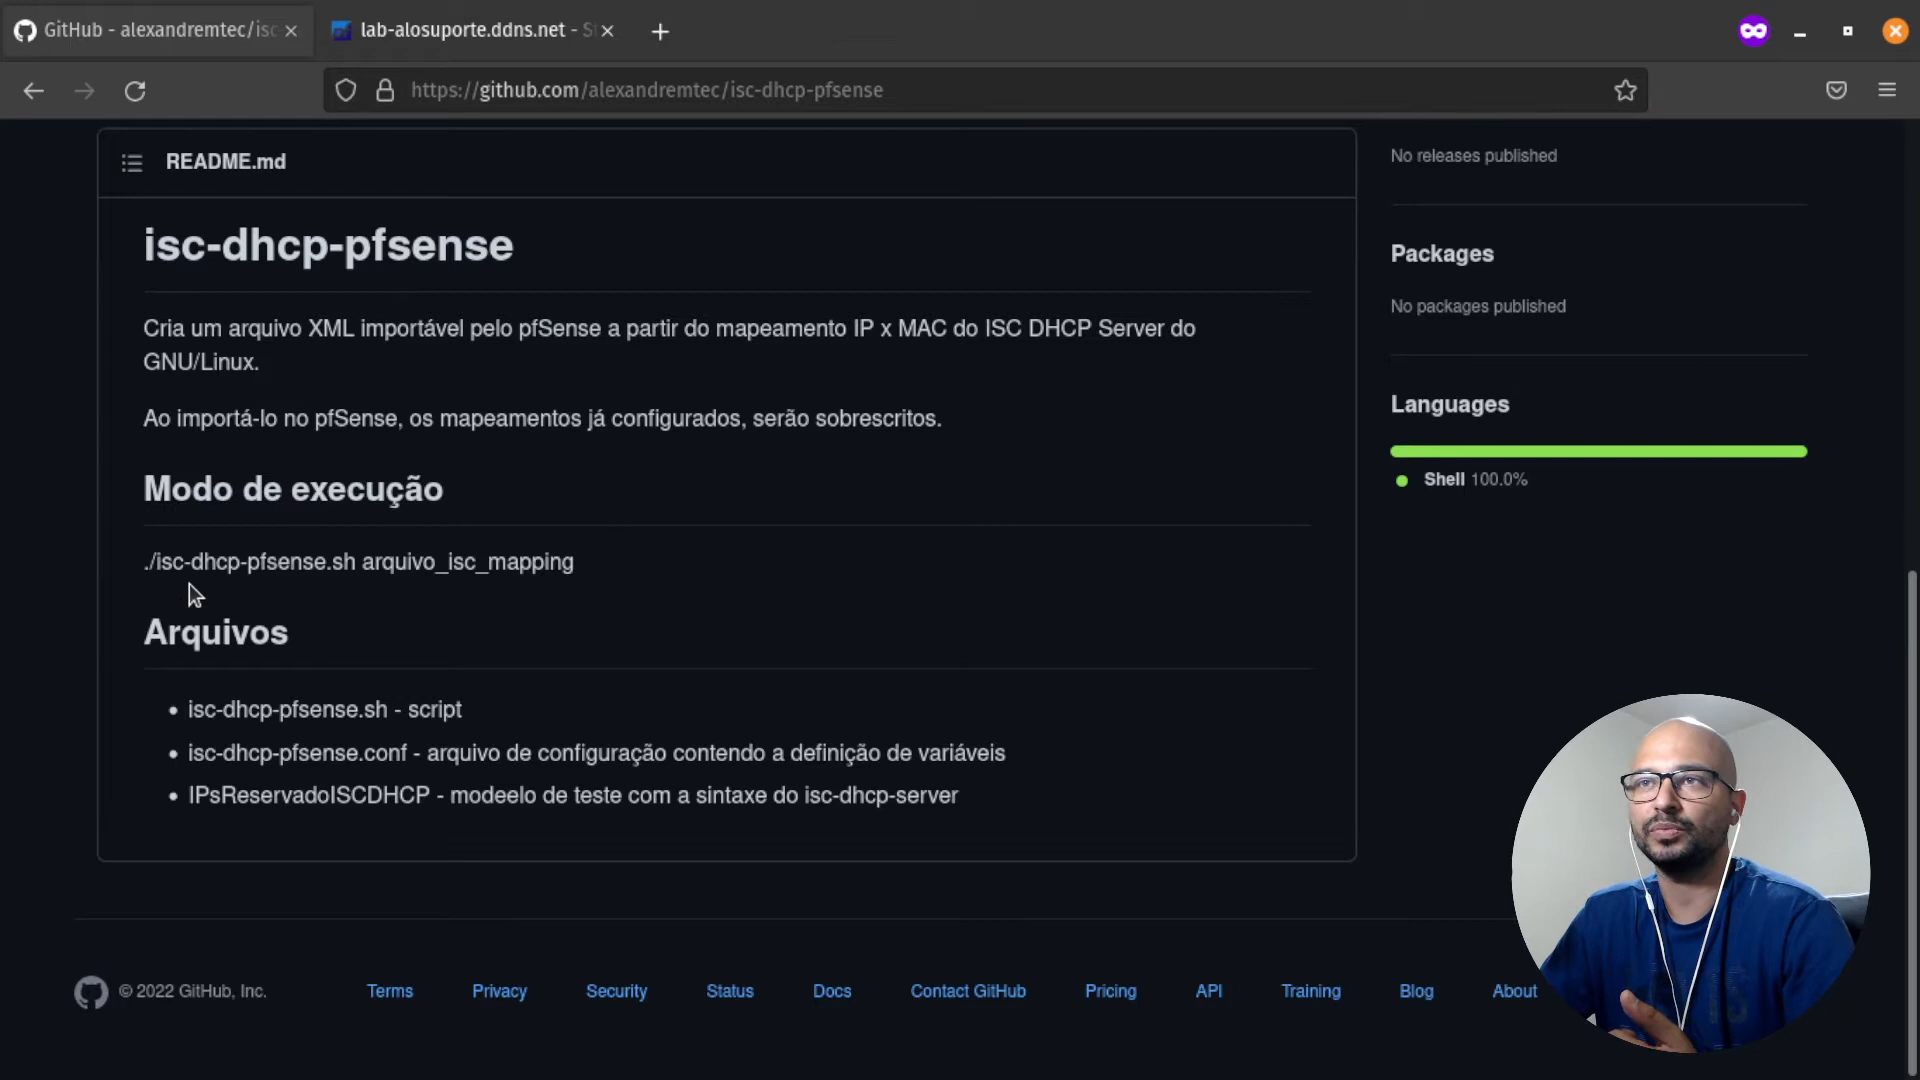 GitHub - alexandremtec/isc
lab-alosuporte.ddns.net - S
https://github.com/alexandremtec/isc-dhcp-pfsense
README.md
isc-dhcp-pfsense
Cria um arquivo XML importável pelo pfSense a partir do mapeamento IP x MAC do ISC DHCP Server do
GNU/Linux.
Ao importá-lo no pfSense, os mapeamentos já configurados, serão sobrescritos.
Modo de execução
./isc-dhcp-pfsense.sh arquivo_isc_mapping
Arquivos
• isc-dhcp-pfsense.sh - script
• isc-dhcp-pfsense.conf - arquivo de configuração contendo a definição de variáveis
• IPsReservadoISCDHCP - modeelo de teste com a sintaxe do isc-dhcp-server
No releases published
Packages
No packages published
Languages
Shell 100.0%
© 2022 GitHub, Inc.
Terms
Privacy
Security
Status
Docs
Contact GitHub
Pricing
API
Training
Blog
About